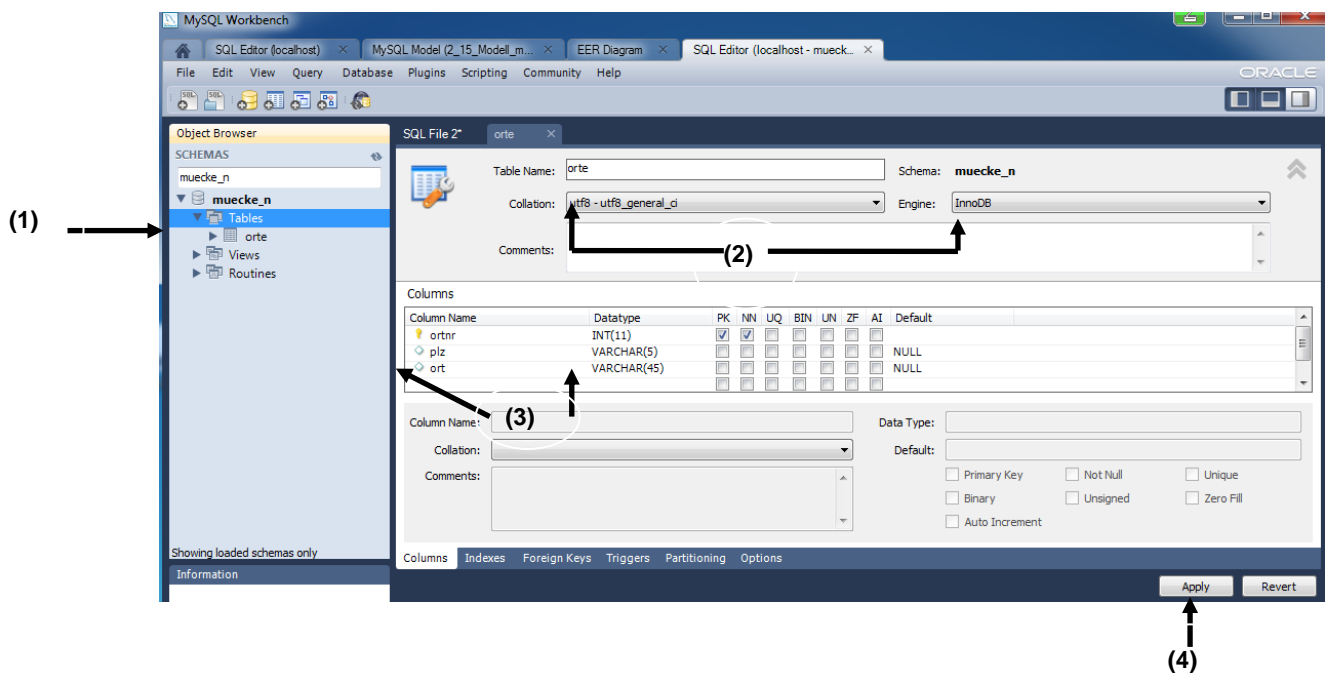 MySQL Workbench
SQL Editor (localhost) MySQL Model (2_15_Modell_m... EER Diagram SQL Editor (localhost - mueck...
File Edit View Query Database Plugins Scripting Community Help
ORACLE
SQL SQL
Object Browser
SQL File 2* orte
SCHEMAS
muecke_n
muecke_n
Tables
orte
Views
Routines
Table Name: orte Schema: muecke_n
Collation: utf8 - utf8_general_ci Engine: InnoDB
Comments:
(1)
(2)
Columns
Column Name Datatype PK NN UQ BIN UN ZF AI Default
ortnr INT(11)
plz VARCHAR(5) NULL
ort VARCHAR(45) NULL
(3)
Column Name: Data Type:
Collation: Default:
Comments: Primary Key Not Null Unique
Binary Unsigned Zero Fill
Auto Increment
Showing loaded schemas only
Columns Indexes Foreign Keys Triggers Partitioning Options
Information
Apply Revert
(4)